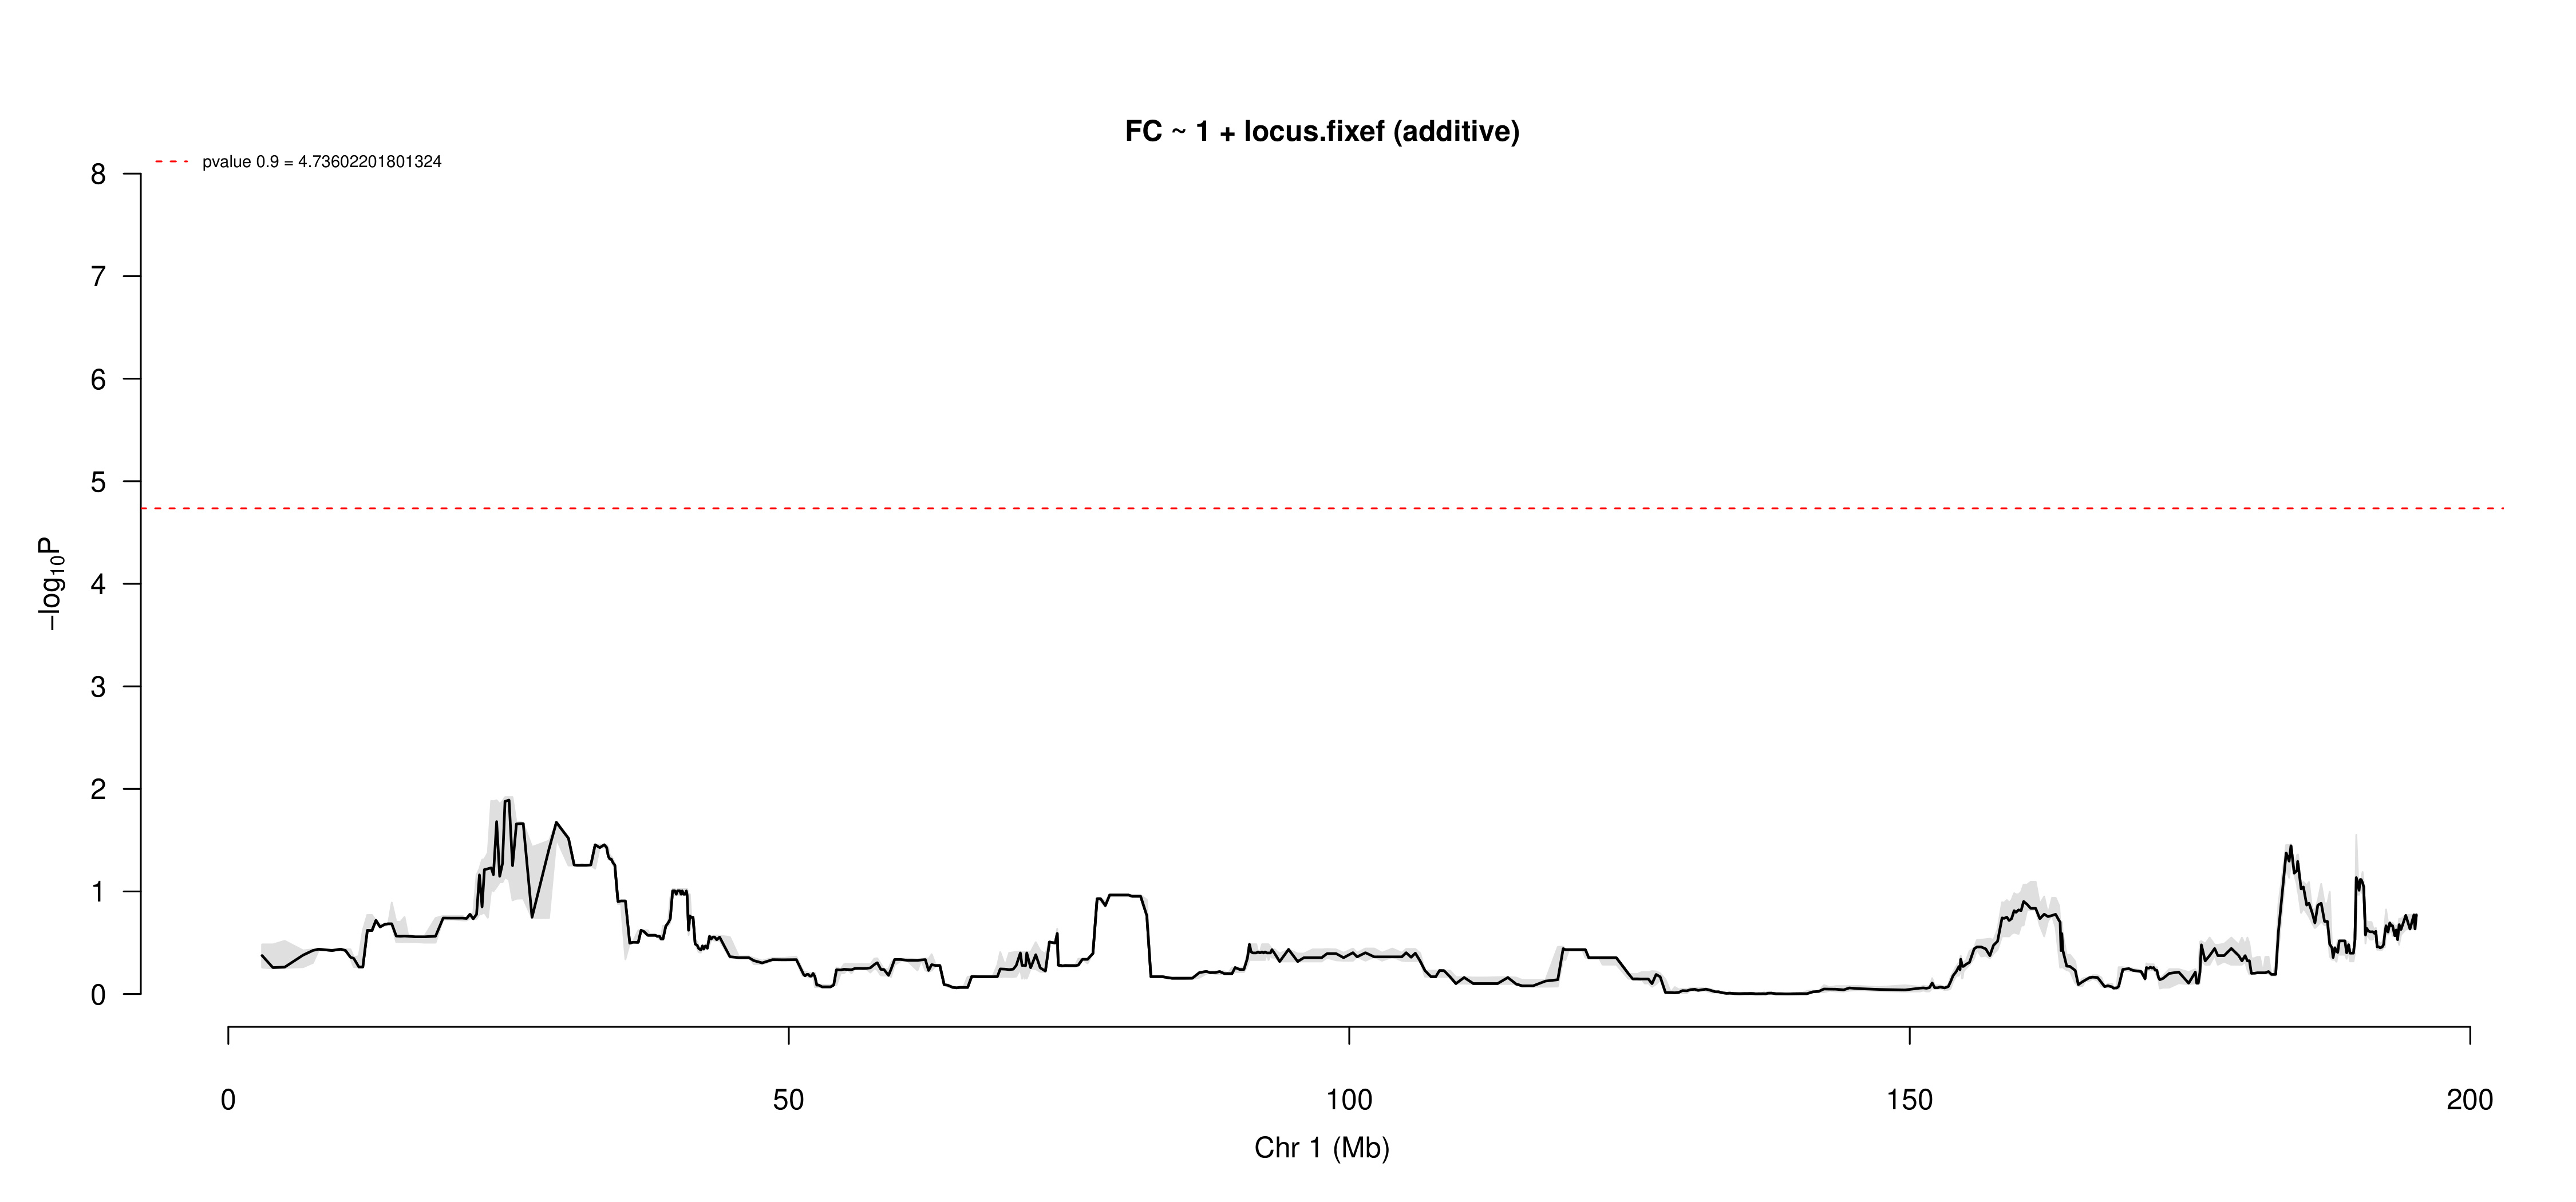 FC ~ 1 + locus.fixef (additive)
pvalue 0.9 = 4.73602201801324
8
7
6
5
4
3
2
1
0
−log10P
0 50 100 150 200
Chr 1 (Mb)